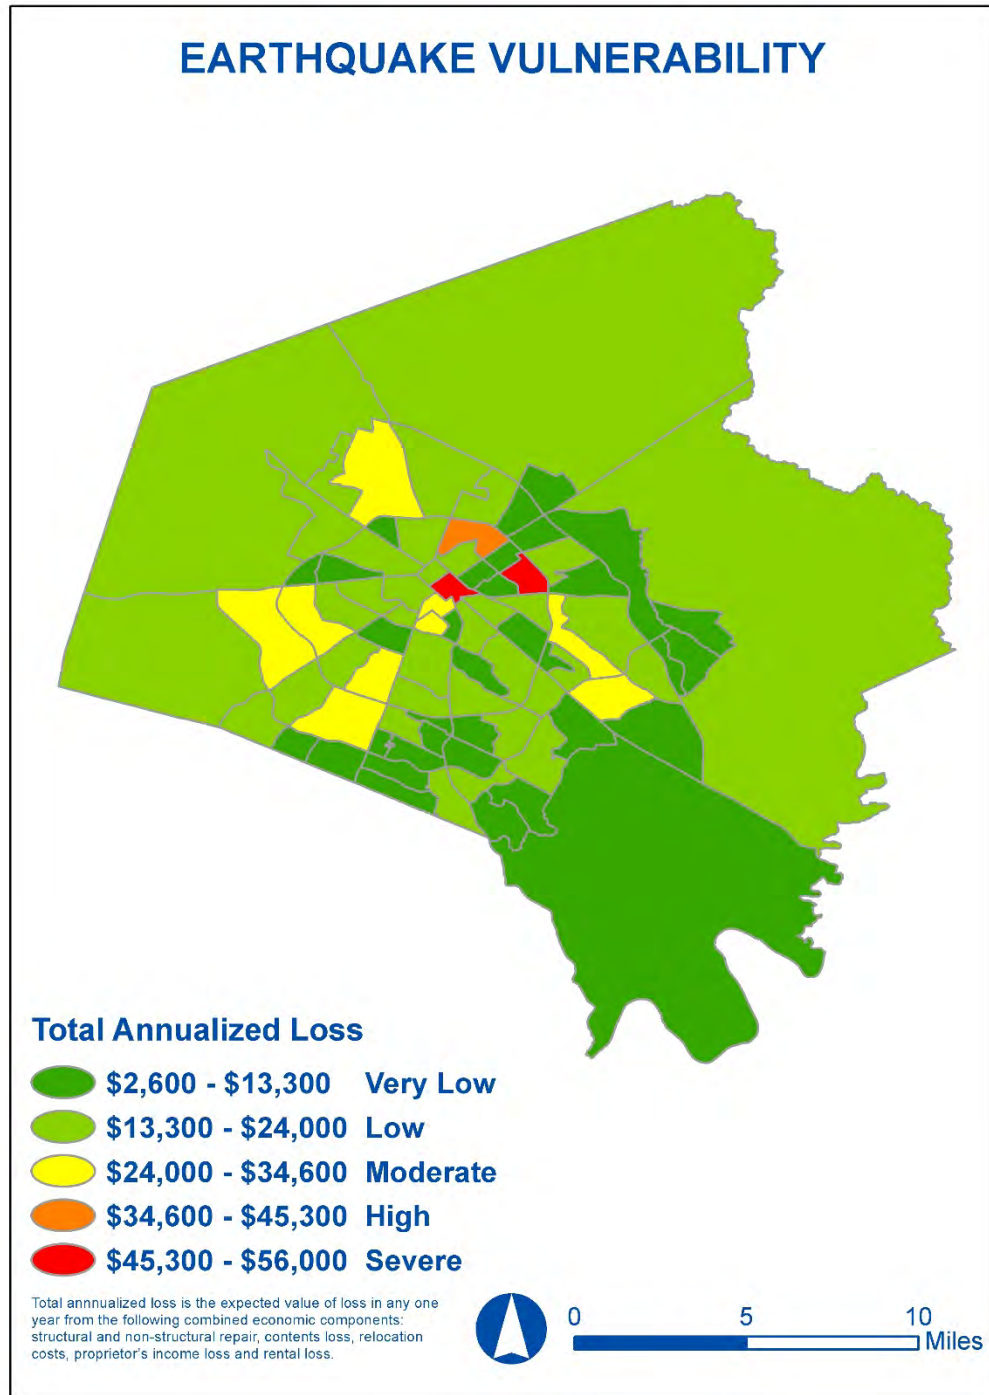 EARTHQUAKE VULNERABILITY
Total Annualized Loss
$2,600 - $13,300 Very Low
$13,300 - $24,000 Low
$24,000 - $34,600 Moderate
$34,600 - $45,300 High
$45,300 - $56,000 Severe
Total annnualized loss is the expected value of loss in any one
year from the following combined economic components:
structural and non-structural repair, contents loss, relocation
costs, proprietor's income loss and rental loss.
0 5 10
Miles